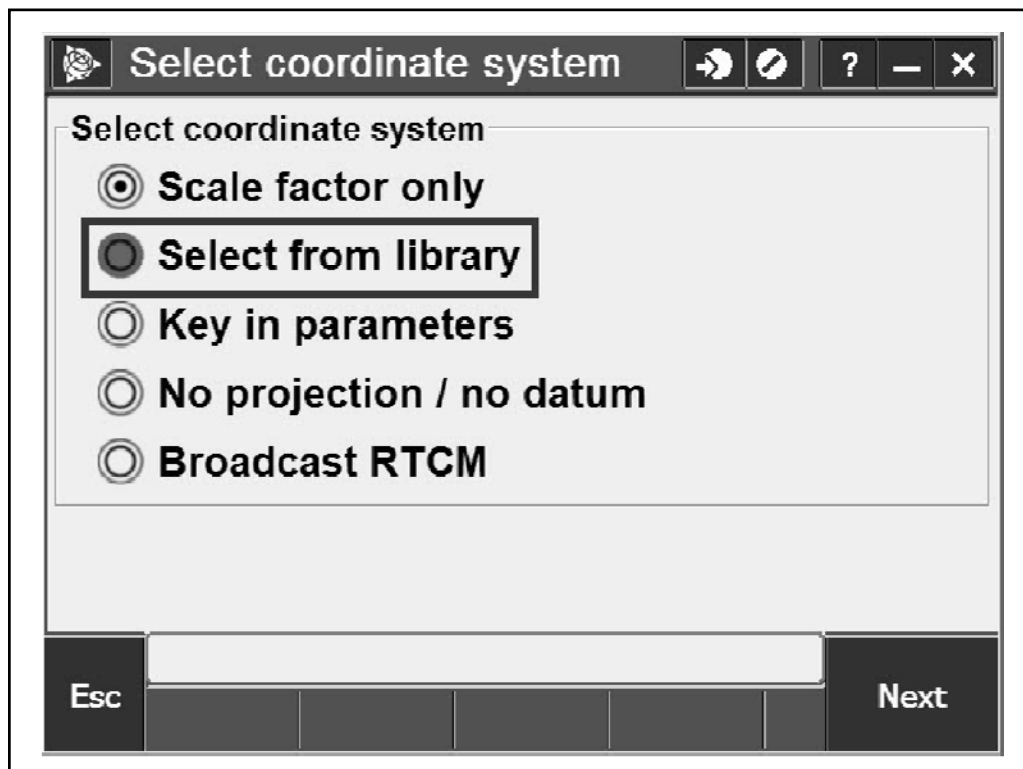 Select coordinate system
? — ×
Select coordinate system
Scale factor only
Select from library
Key in parameters
No projection / no datum
Broadcast RTCM
Esc
Next